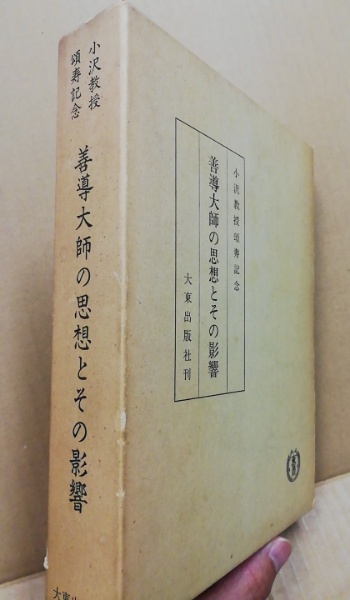 小沢教授
頌寿記念
善導大師の思想とその影響
大東
小沢教授頌寿記念
善導大師の思想とその影響
大東出版社刊